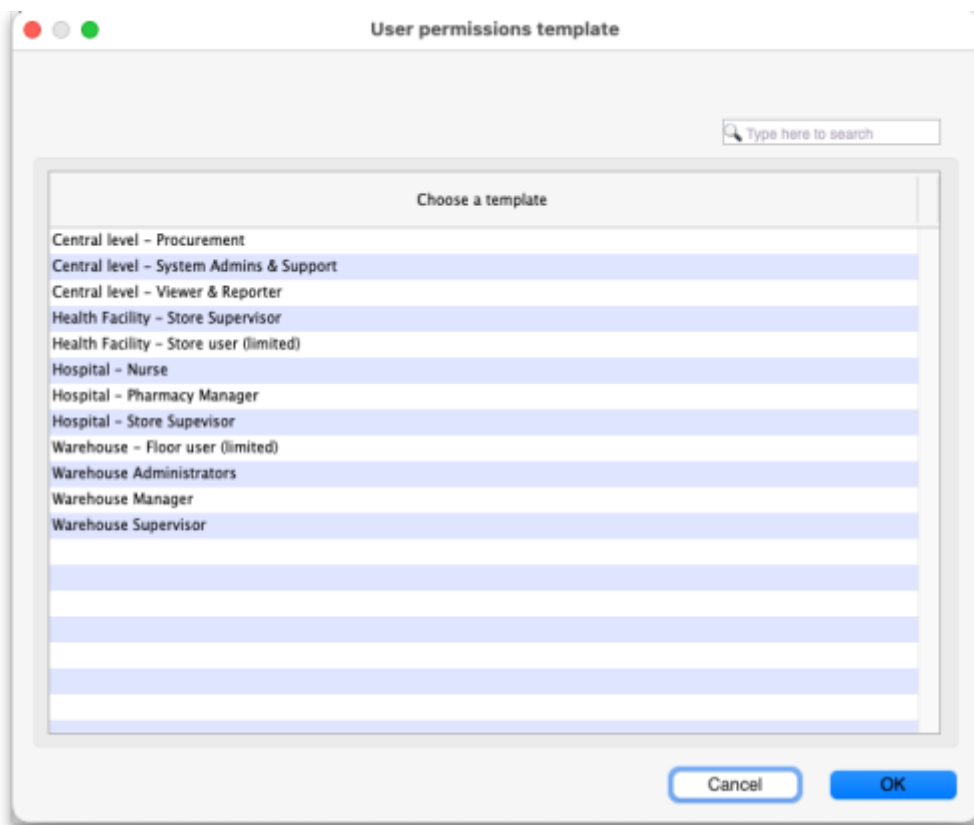 User permissions template
Type here to search
Choose a template
Central level – Procurement
Central level – System Admins & Support
Central level – Viewer & Reporter
Health Facility – Store Supervisor
Health Facility – Store user (limited)
Hospital – Nurse
Hospital – Pharmacy Manager
Hospital – Store Supevisor
Warehouse – Floor user (limited)
Warehouse Administrators
Warehouse Manager
Warehouse Supervisor
Cancel OK